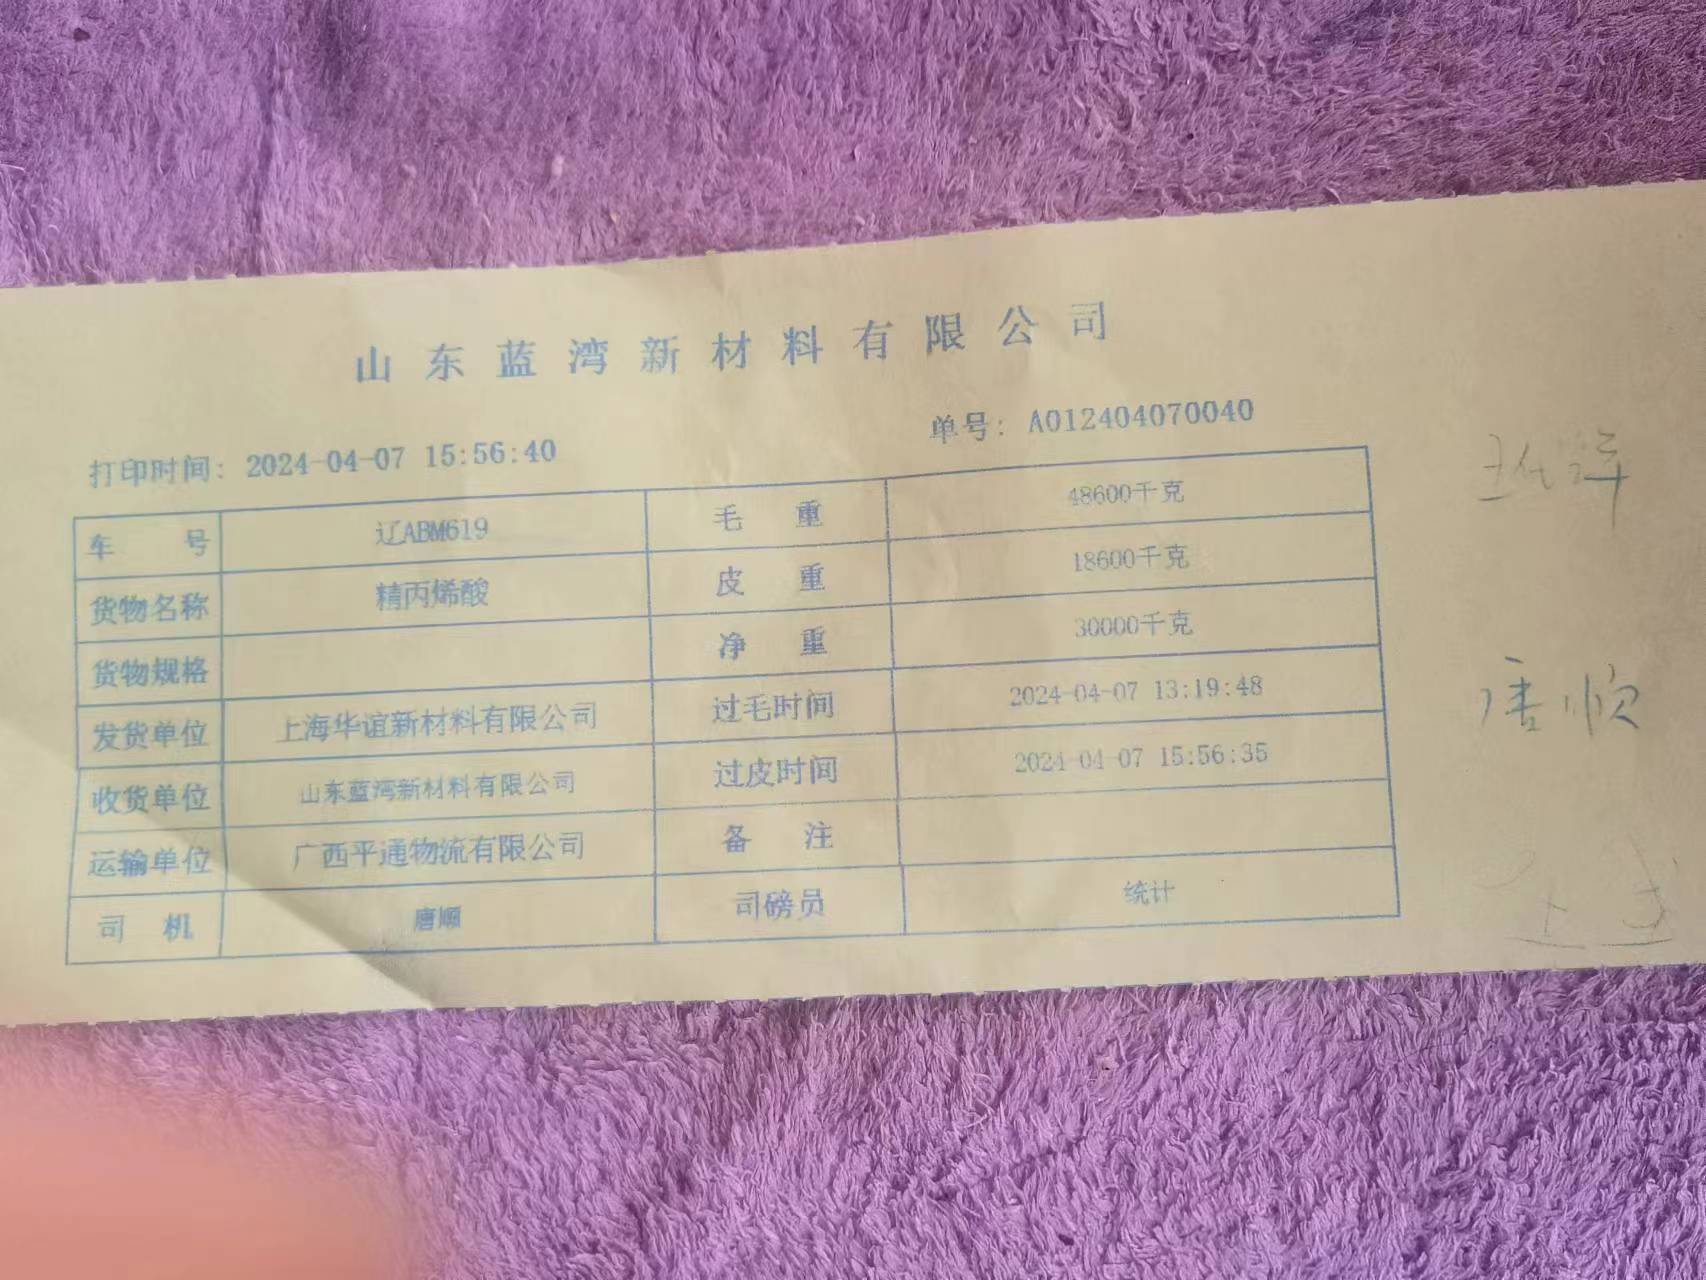 山东蓝湾新材料有限公司
打印时间: 2024-04-07 15:56:40 单号: A012404070040
车号 辽ABM619 毛重 48600千克
货物名称 精丙烯酸 皮重 18600千克
货物规格 净重 30000千克
发货单位 上海华谊新材料有限公司 过毛时间 2024-04-07 13:19:48
收货单位 山东蓝湾新材料有限公司 过皮时间 2024-04-07 15:56:35
运输单位 广西平通物流有限公司 备注
司机 唐顺 司磅员 统计
唐顺